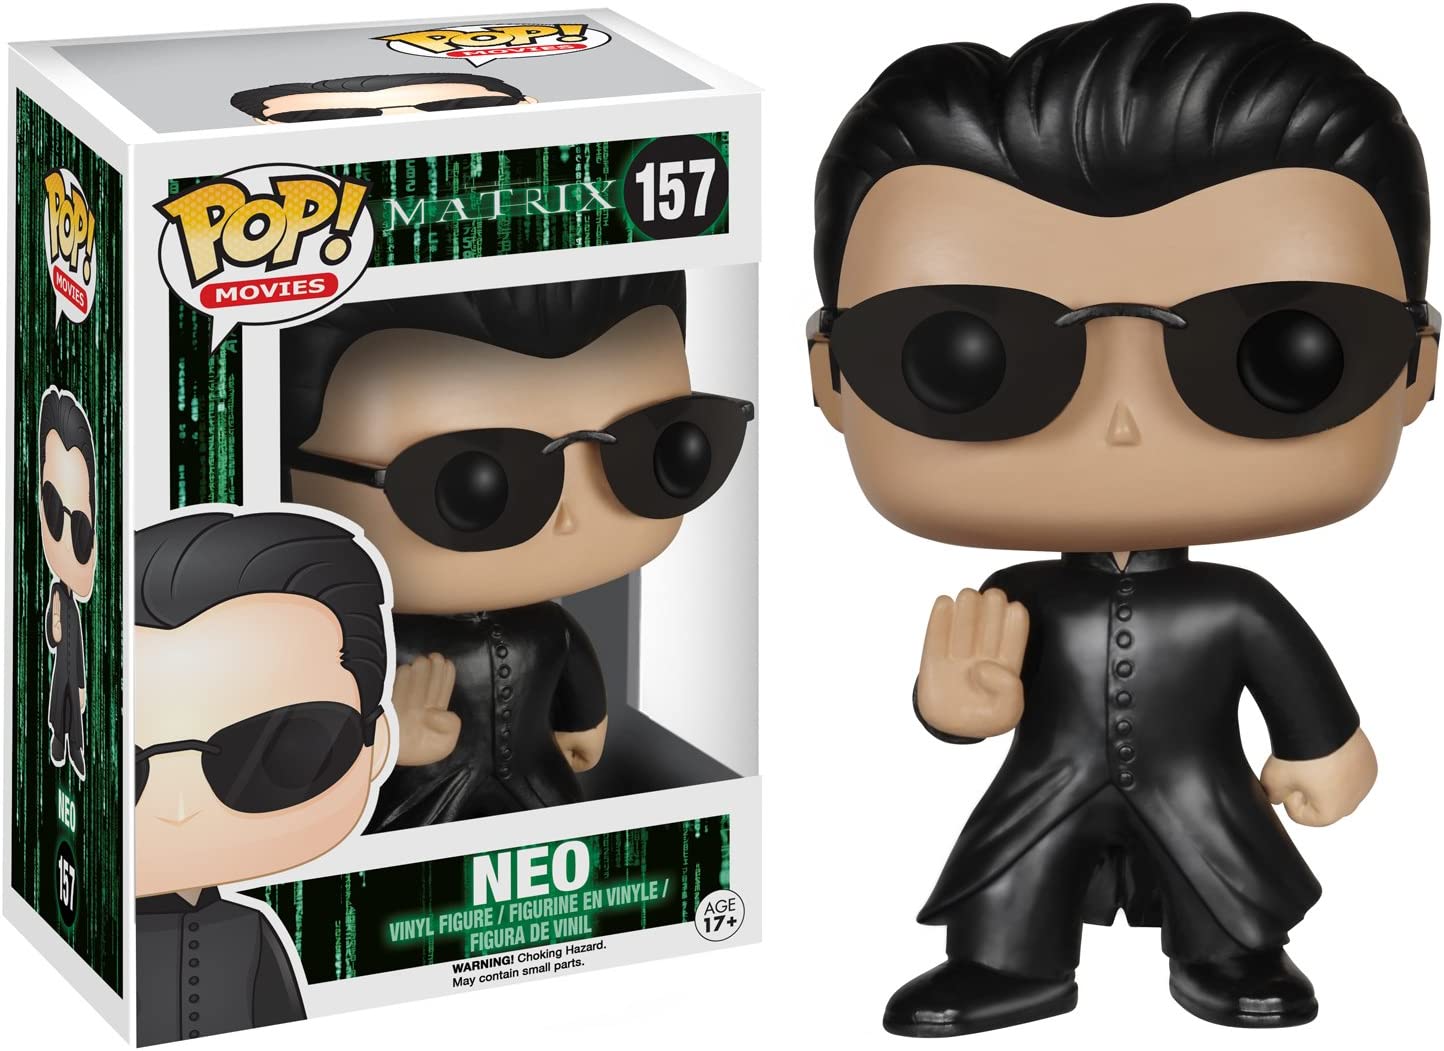 POP!
MOVIES
POP!
MOVIES
MATRIX
157
POP!
MOVIES
NEO
157
NEO
VINYL FIGURE / FIGURINE EN VINYLE /
FIGURA DE VINIL
AGE
17+
WARNING! Choking Hazard.
May contain small parts.